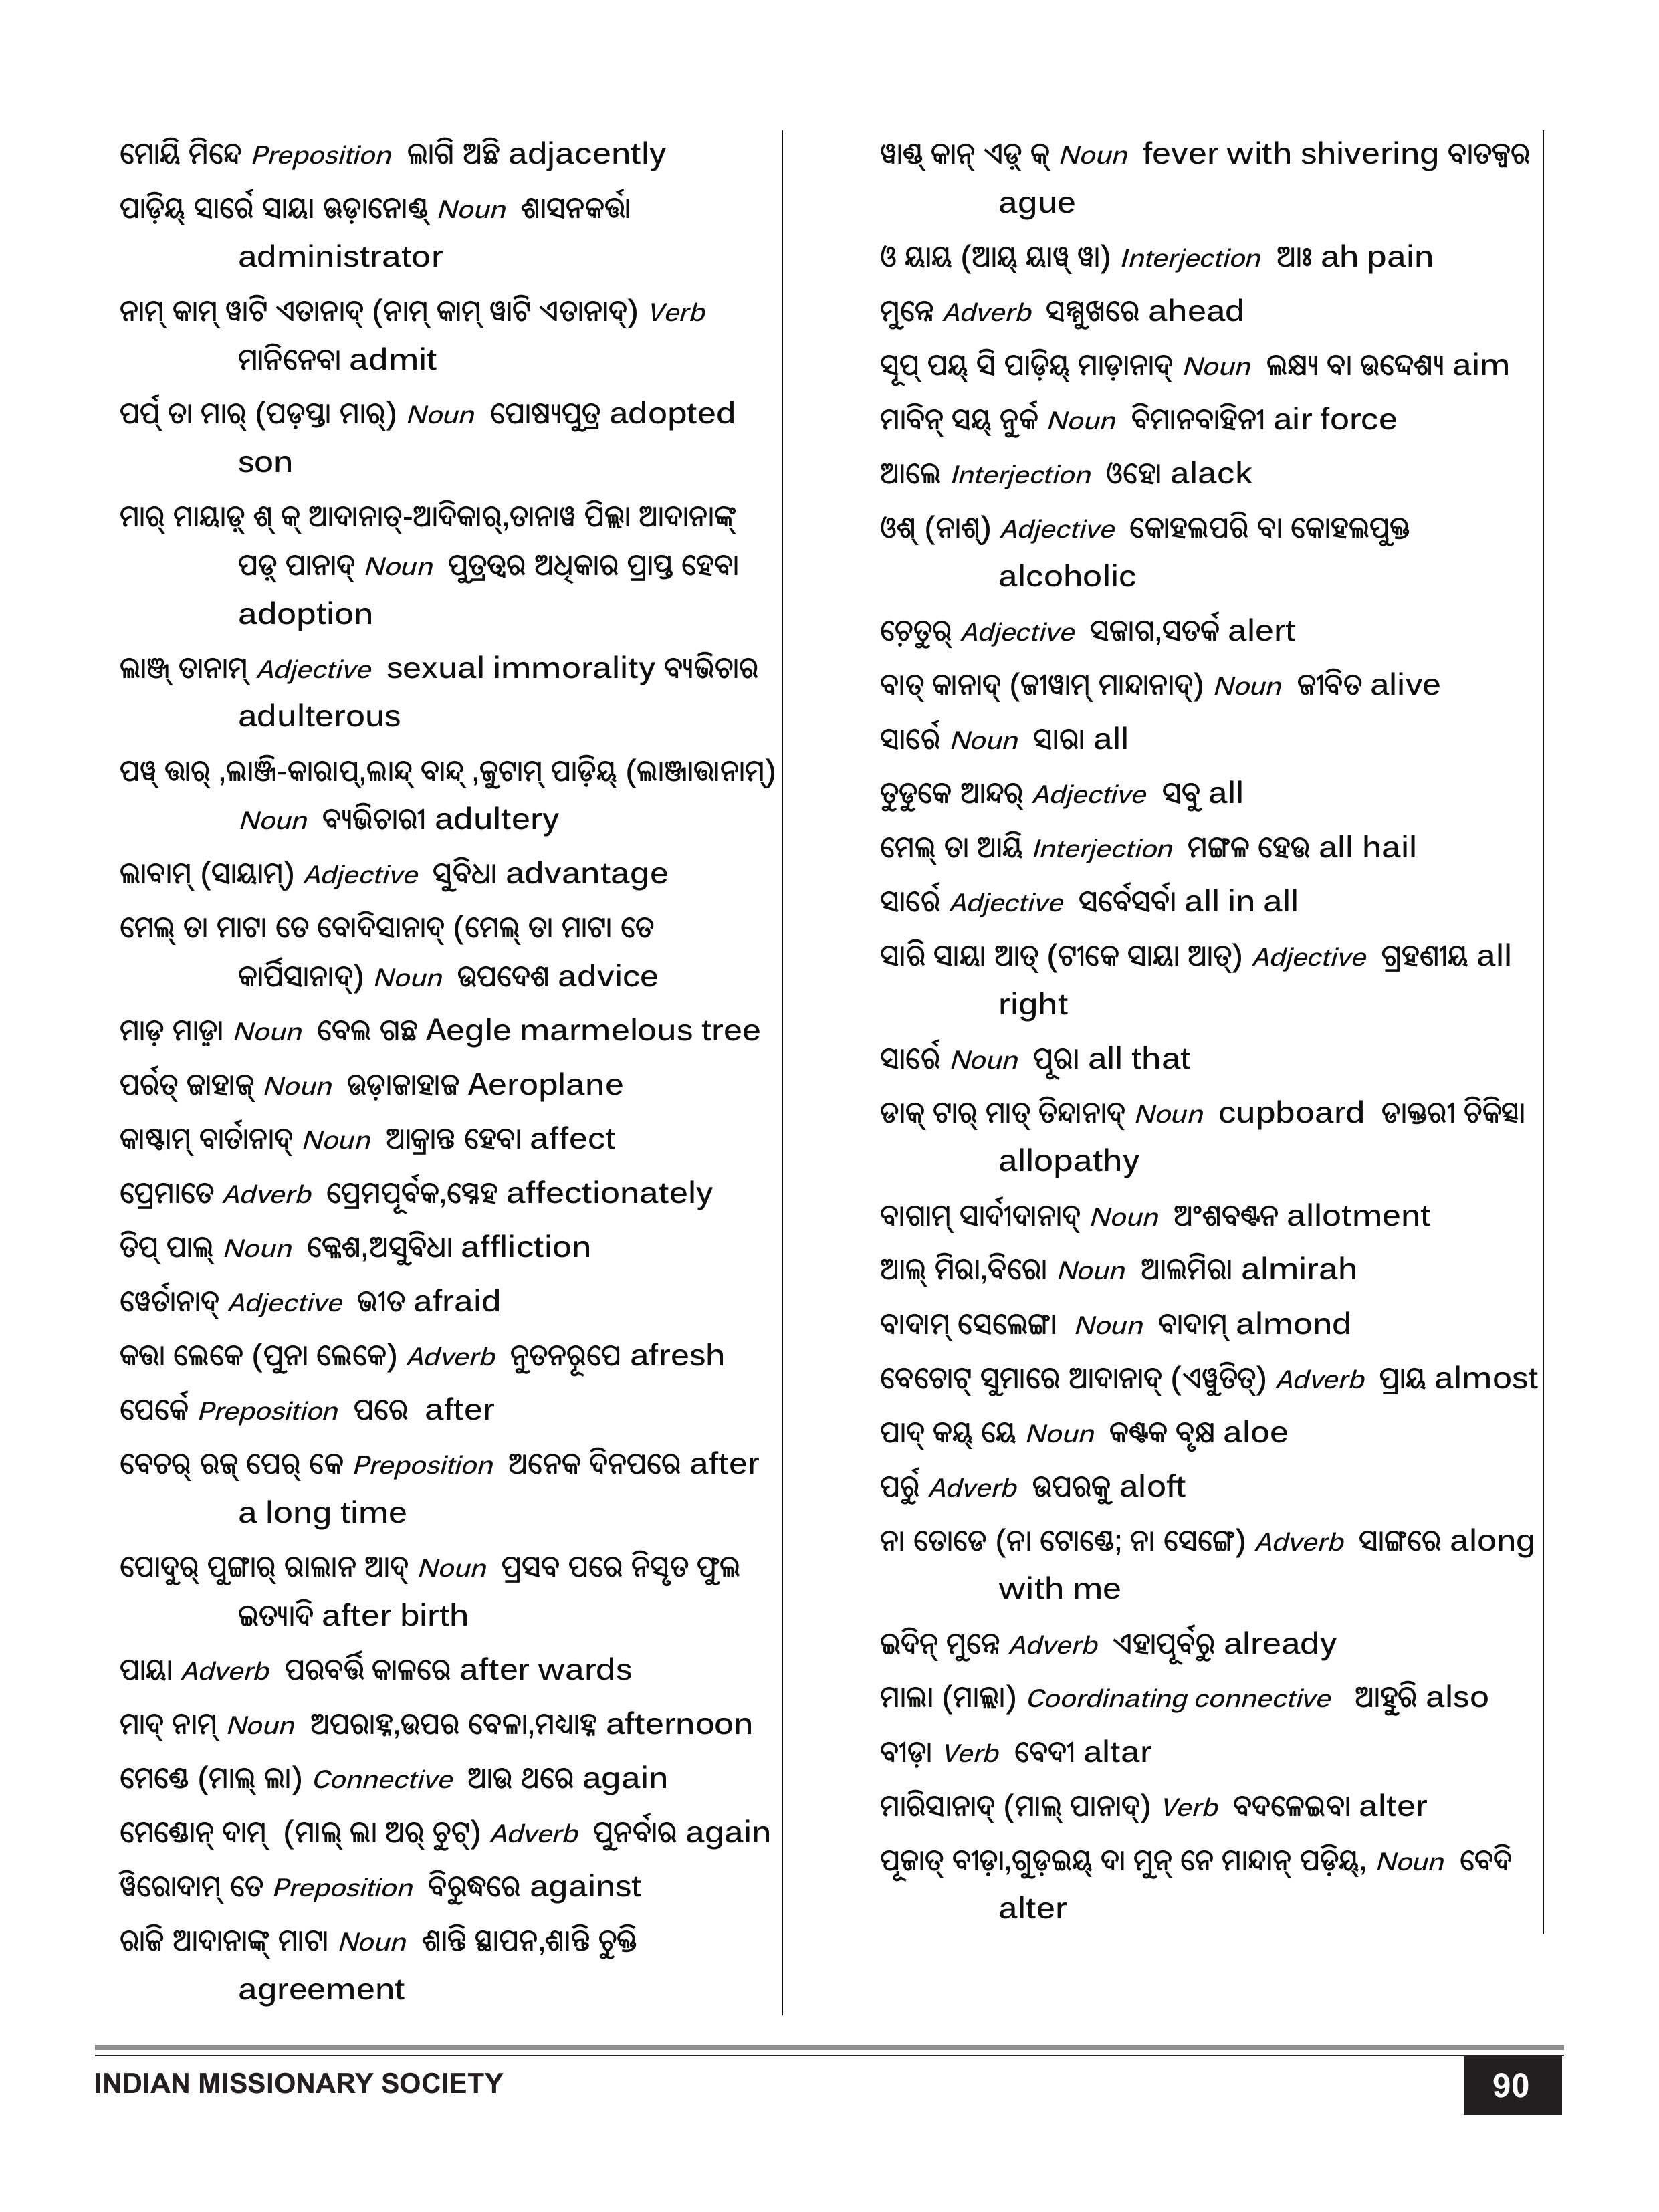 ମୋୟି ମିନ୍ଦେ Preposition ଲାଗି ଅଛି adjacently
ପାଡ଼ିୟ୍ ସାର୍ରେ ସାୟା ଊଡ଼ାନୋଣ୍ଡ୍ Noun ଶାସନକର୍ତ୍ତା
administrator
ନାମ୍ କାମ୍ ୱାଟି ଏତାନାଦ୍ (ନାମ୍ କାମ୍ ୱାଟି ଏତାନାଦ୍) Verb
ମାନିନେବା admit
ପର୍ପ୍ ତା ମାର୍ (ପଡ଼ପ୍ତା ମାର୍) Noun ପୋଷ୍ୟପୁତ୍ର adopted
son
ମାର୍ ମାୟାଡ଼୍ ଶ୍ କ୍ ଆଦାନାତ୍-ଆଦିକାର୍,ତାନାୱ ପିଲ୍ଲା ଆଦାନାଙ୍କ୍
ପଡ଼୍ ପାନାଦ୍ Noun ପୁତ୍ରତ୍ୱର ଅଧିକାର ପ୍ରାପ୍ତ ହେବା
adoption
ଲାଞ୍ଜ୍ ତାନାମ୍ Adjective sexual immorality ବ୍ୟଭିଚାର
adulterous
ପୱ୍ ତ୍ତାର୍ ,ଲାଞ୍ଜି-କାରାପ୍,ଲାନ୍ଦ୍ ବାନ୍ଦ୍ ,ଜୁଟାମ୍ ପାଡ଼ିୟ୍ (ଲାଞ୍ଜାତ୍ତାନାମ୍)
Noun ବ୍ୟଭିଚାରୀ adultery
ଲାବାମ୍ (ସାୟାମ୍) Adjective ସୁବିଧା advantage
ମେଲ୍ ତା ମାଟା ତେ ବୋଦିସାନାଦ୍ (ମେଲ୍ ତା ମାଟା ତେ
କାର୍ପିସାନାଦ୍) Noun ଉପଦେଶ advice
ମାଡ଼ ମାଡ଼ା Noun ବେଲ ଗଛ Aegle marmelous tree
ପର୍ରତ୍ ଜାହାଜ୍ Noun ଉଡ଼ାଜାହାଜ Aeroplane
କାଷ୍ଟାମ୍ ବାର୍ତାନାଦ୍ Noun ଆକ୍ରାନ୍ତ ହେବା affect
ପ୍ରେମାତେ Adverb ପ୍ରେମପୂର୍ବକ,ସ୍ନେହ affectionately
ତିପ୍ ପାଲ୍ Noun କ୍ଳେଶ,ଅସୁବିଧା affliction
ୱେର୍ତାନାଦ୍ Adjective ଭୀତ afraid
କତ୍ତା ଲେକେ (ପୁନା ଲେକେ) Adverb ନୁତନରୂପେ afresh
ପେର୍କେ Preposition ପରେ after
ବେଚର୍ ରଜ୍ ପେର୍ କେ Preposition ଅନେକ ଦିନପରେ after
a long time
ପୋଦୁର୍ ପୁଙ୍ଗାର୍ ରାଲାନ ଆଦ୍ Noun ପ୍ରସବ ପରେ ନିସୃତ ଫୁଲ
ଇତ୍ୟାଦି after birth
ପାୟା Adverb ପରବର୍ତ୍ତି କାଳରେ after wards
ମାଦ୍ ନାମ୍ Noun ଅପରାହ୍ନ,ଉପର ବେଳା,ମଧାହ୍ନ afternoon
ମେଣ୍ଡେ (ମାଲ୍ ଲା) Connective ଆଉ ଥରେ again
ମେଣ୍ଡୋନ୍ ଦାମ୍ (ମାଲ୍ ଲା ଅର୍ ଚୁଟ୍) Adverb ପୁନର୍ବାର again
ୱିରୋଦାମ୍ ତେ Preposition ବିରୁଦ୍ଧରେ against
ରାଜି ଆଦାନାଙ୍କ୍ ମାଟା Noun ଶାନ୍ତି ସ୍ଥାପନ,ଶାନ୍ତି ଚୁକ୍ତି
agreement
ୱାଣ୍ଡ୍ କାନ୍ ଏଡ଼୍ କ୍ Noun fever with shivering ବାତଜ୍ୱର
ague
ଓ ୟାୟ (ଆୟ୍ ୟାୱ୍ ୱା) Interjection ଆଃ ah pain
ମୁନ୍ନେ Adverb ସମ୍ମୁଖରେ ahead
ସୂପ୍ ପୟ୍ ସି ପାଡ଼ିୟ୍ ମାଡ଼ାନାଦ୍ Noun ଲକ୍ଷ୍ୟ ବା ଉଦ୍ଦେଶ୍ୟ aim
ମାବିନ୍ ସୟ୍ ନୁର୍କ Noun ବିମାନବାହିନୀ air force
ଆଲେ Interjection ଓହୋ alack
ଓଶ୍ (ନାଶ୍) Adjective କୋହଲପରି ବା କୋହଲପୁକ୍ତ
alcoholic
ଚେ଼ତୁର୍ Adjective ସଜାଗ,ସତର୍କ alert
ବାତ୍ କାନାଦ୍ (ଜୀୱାମ୍ ମାନ୍ଦାନାଦ୍) Noun ଜୀବିତ alive
ସାର୍ରେ Noun ସାରା all
ତୁଡୁକେ ଆନ୍ଦର୍ Adjective ସବୁ all
ମେଲ୍ ତା ଆୟି Interjection ମଙ୍ଗଳ ହେଉ all hail
ସାର୍ରେ Adjective ସର୍ବେସର୍ବା all in all
ସାରି ସାୟା ଆତ୍ (ଟୀକେ ସାୟା ଆତ୍) Adjective ଗ୍ରହଣୀୟ all
right
ସାର୍ରେ Noun ପୂରା all that
ଡାକ୍ ଟାର୍ ମାତ୍ ତିନ୍ଦାନାଦ୍ Noun cupboard ଡାକ୍ତରୀ ଚିକିତ୍ସା
allopathy
ବାଗାମ୍ ସାର୍ଦୀଦାନାଦ୍ Noun ଅଂଶବଣ୍ଟନ allotment
ଆଲ୍ ମିରା,ବିରୋ Noun ଆଲମିରା almirah
ବାଦାମ୍ ସେଲେଙ୍ଗା Noun ବାଦାମ୍ almond
ବେଚୋଟ୍ ସୁମାରେ ଆଦାନାଦ୍ (ଏୱୁତିତ୍) Adverb ପ୍ରାୟ almost
ପାଦ୍ କୟ୍ ୟେ Noun କଣ୍ଟକ ବୃକ୍ଷ aloe
ପର୍ରୁ Adverb ଉପରକୁ aloft
ନା ତୋଡେ (ନା ଟୋଣ୍ଡେ; ନା ସେଙ୍ଗେ) Adverb ସାଙ୍ଗରେ along
with me
ଇଦିନ୍ ମୁନ୍ନେ Adverb ଏହାପୂର୍ବରୁ already
ମାଲା (ମାଲ୍ଲା) Coordinating connective ଆହୁରି also
ବୀଡ଼ା Verb ବେଦୀ altar
ମାରିସାନାଦ୍ (ମାଲ୍ ପାନାଦ୍) Verb ବଦଳେଇବା alter
ପୂଜାତ୍ ବୀଡ଼ା,ଗୁଡ଼ଇୟ୍ ଦା ମୁନ୍ ନେ ମାନ୍ଦାନ୍ ପଡ଼ିୟ୍, Noun ବେଦି
alter
INDIAN MISSIONARY SOCIETY
90